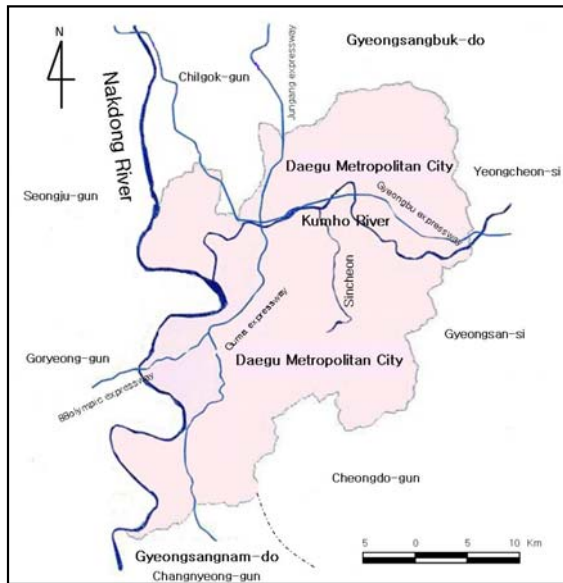 Gyeongsangbuk-do
Jungang expressway
Chilgok-gun
Nakdong River
Daegu Metropolitan City
Yeongcheon-si
Seongju-gun
Gyeongbu expressway
Kumho River
Sincheon
Guma expressway
Gyeongsan-si
Goryeong-gun
Daegu Metropolitan City
88olympic expressway
Cheongdo-gun
Gyeongsangnam-do
Changnyeong-gun
5 0 5 10 Km